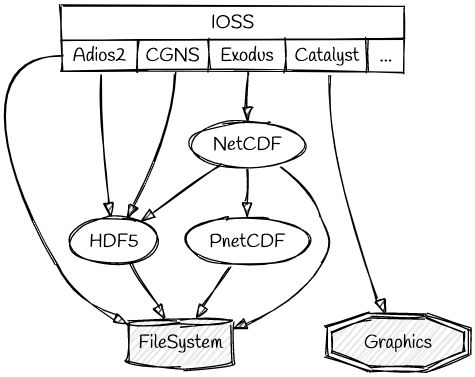 IOSS
Adios2 CGNS Exodus Catalyst ...
NetCDF
HDF5 PnetCDF
FileSystem Graphics